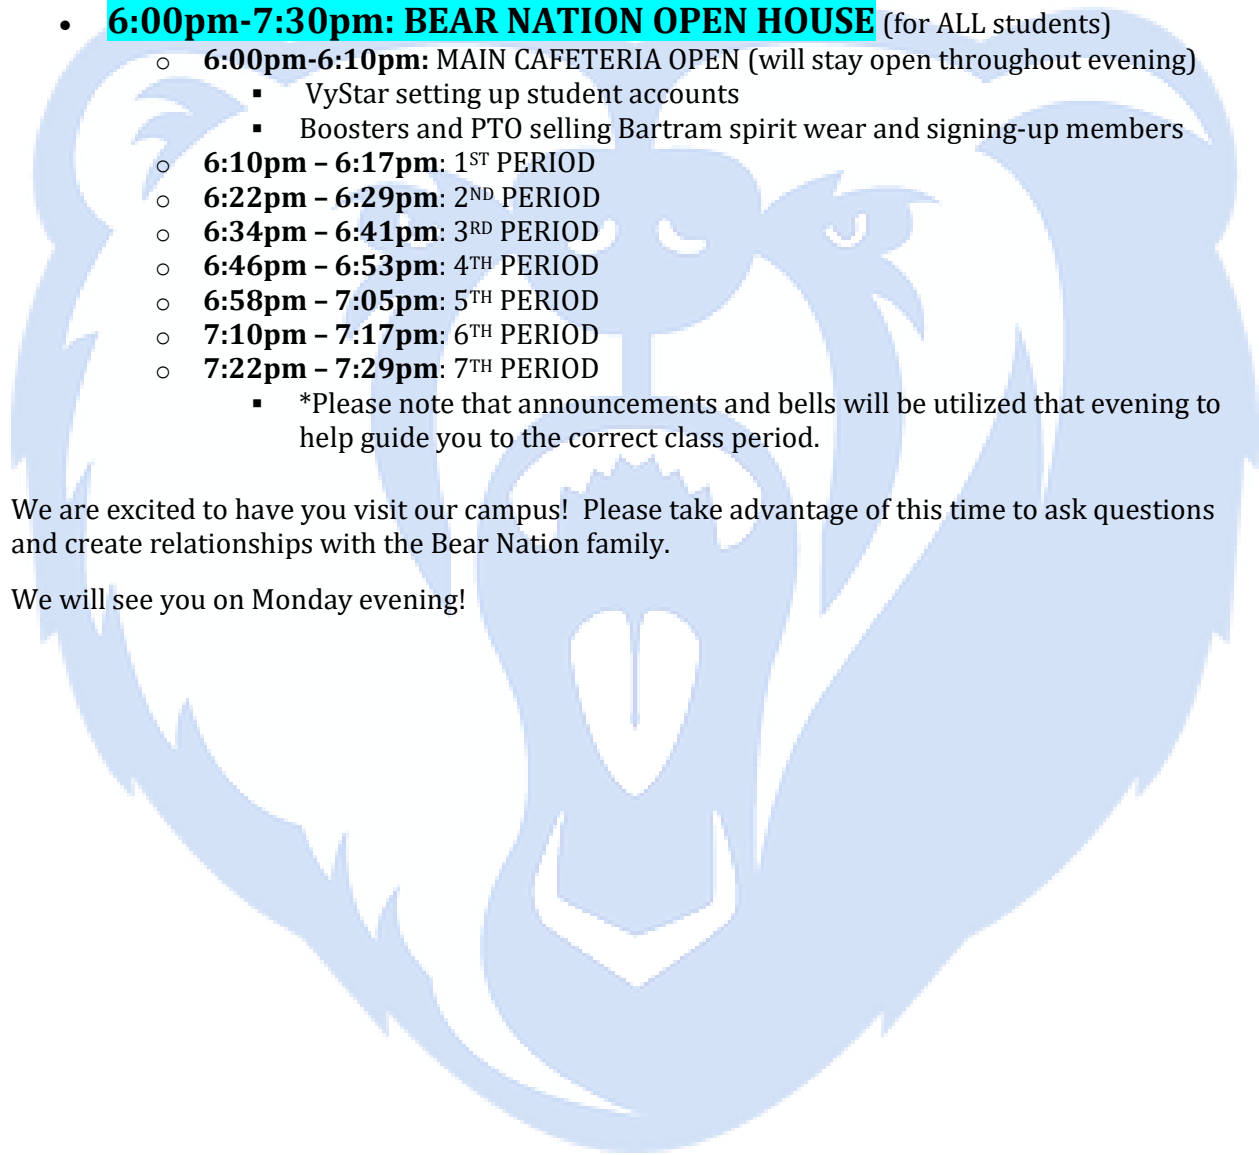 • 6:00pm-7:30pm: BEAR NATION OPEN HOUSE (for ALL students)
o 6:00pm-6:10pm: MAIN CAFETERIA OPEN (will stay open throughout evening)
▪ VyStar setting up student accounts
▪ Boosters and PTO selling Bartram spirit wear and signing-up members
o 6:10pm – 6:17pm: 1ST PERIOD
o 6:22pm – 6:29pm: 2ND PERIOD
o 6:34pm – 6:41pm: 3RD PERIOD
o 6:46pm – 6:53pm: 4TH PERIOD
o 6:58pm – 7:05pm: 5TH PERIOD
o 7:10pm – 7:17pm: 6TH PERIOD
o 7:22pm – 7:29pm: 7TH PERIOD
▪ *Please note that announcements and bells will be utilized that evening to
help guide you to the correct class period.
We are excited to have you visit our campus!  Please take advantage of this time to ask questions
and create relationships with the Bear Nation family.
We will see you on Monday evening!